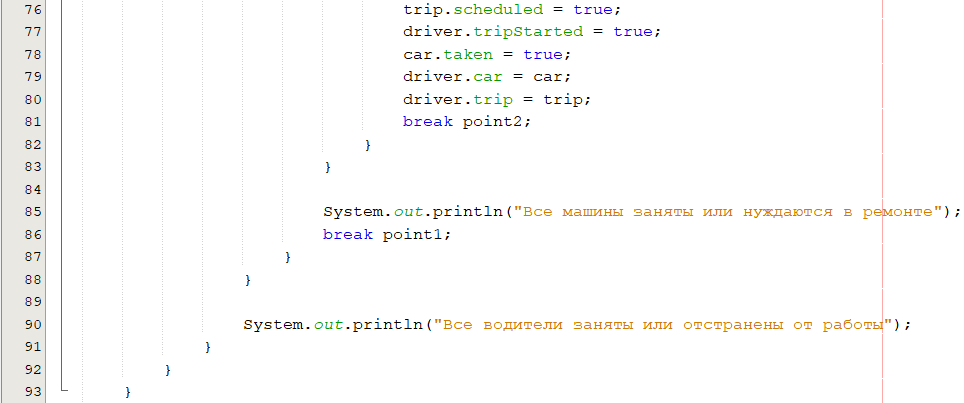 76 trip.scheduled = true;
77 driver.tripStarted = true;
78 car.taken = true;
79 driver.car = car;
80 driver.trip = trip;
81 break point2;
82 }
83 }
84
85 System.out.println("Все машины заняты или нуждаются в ремонте");
86 break point1;
87 }
88 }
89
90 System.out.println("Все водители заняты или отстранены от работы");
91 }
92 }
93 }